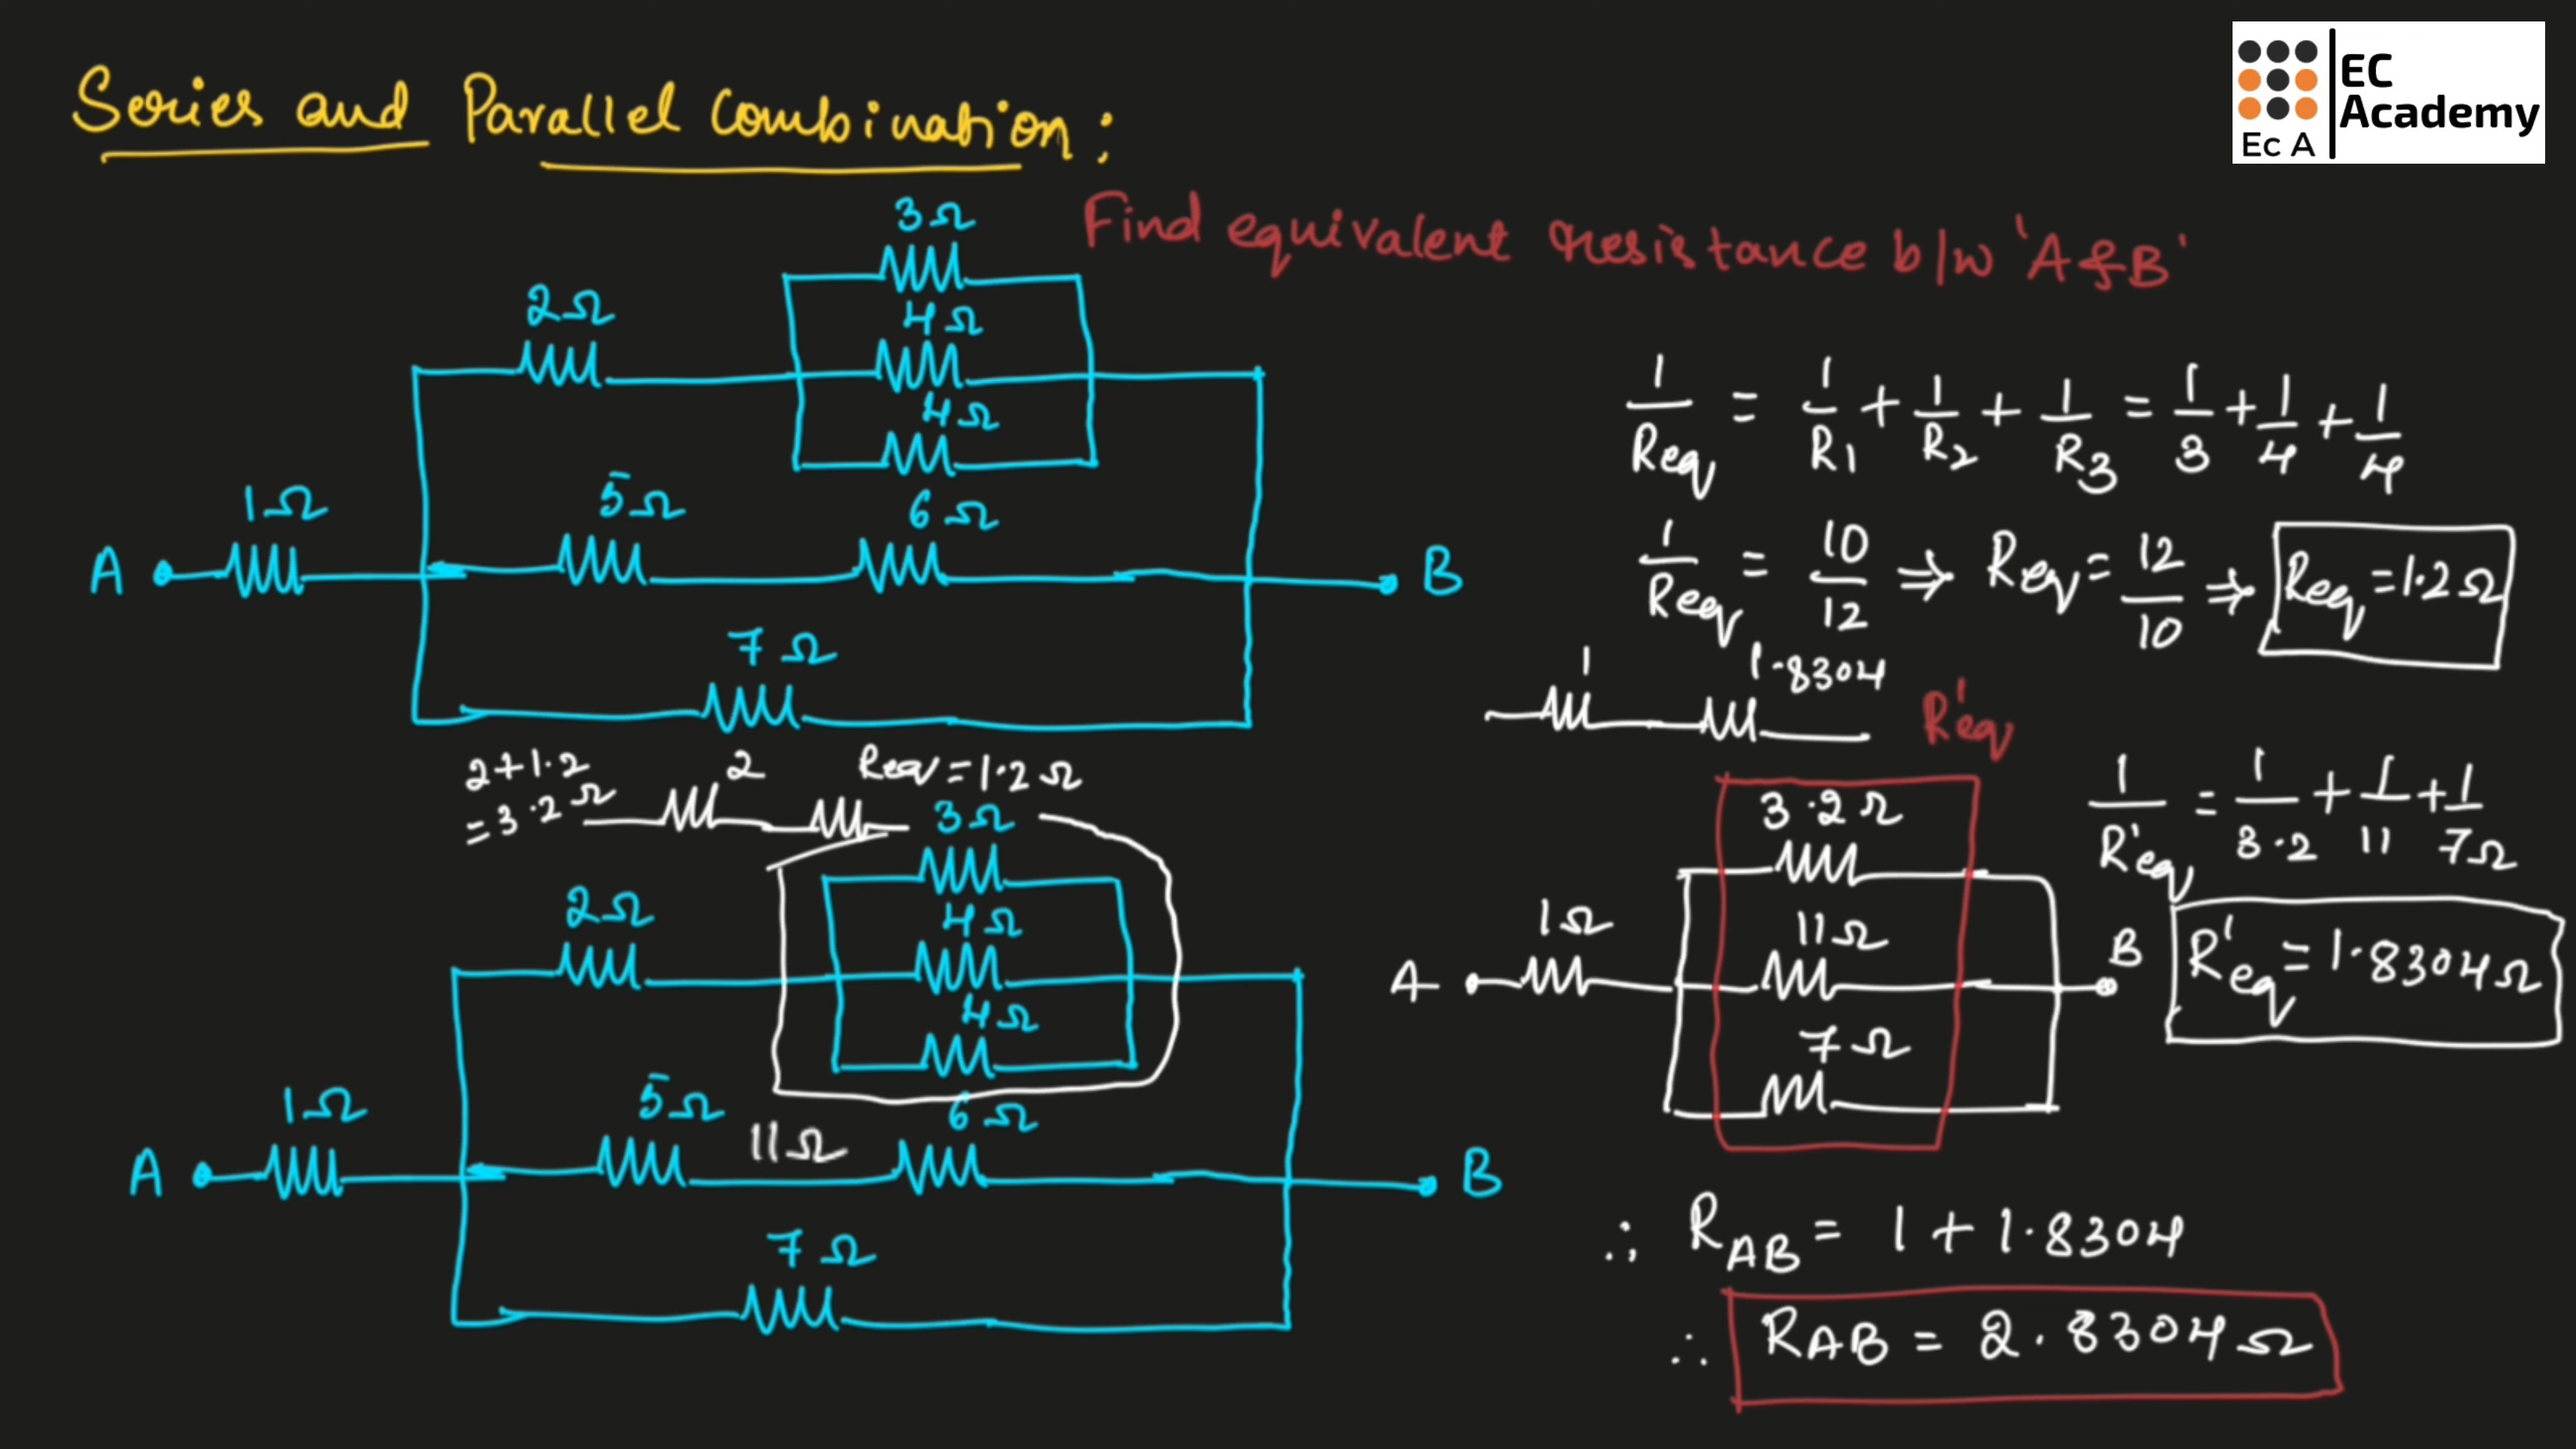 Series and Parallel Combination :
EC
Academy
Ec A
Find equivalent resistance b/w 'A & B'
3Ω
2Ω
4Ω
4Ω
1Ω
5Ω
6Ω
A
B
7Ω
1/Req = 1/R1 + 1/R2 + 1/R3 = 1/3 + 1/4 + 1/4
1/Req = 10/12 ⇒ Req = 12/10 ⇒ Req = 1.2Ω
1
1.8304
R'eq
2+1.2
= 3.2Ω
2
Req = 1.2Ω
3Ω
2Ω
4Ω
4Ω
1Ω
5Ω
11Ω
6Ω
A
B
7Ω
3.2Ω
1Ω
11Ω
A
B
7Ω
1/R'eq = 1/3.2 + 1/11 + 1/7Ω
R'eq = 1.8304Ω
∴ RAB = 1 + 1.8304
∴ RAB = 2.8304Ω